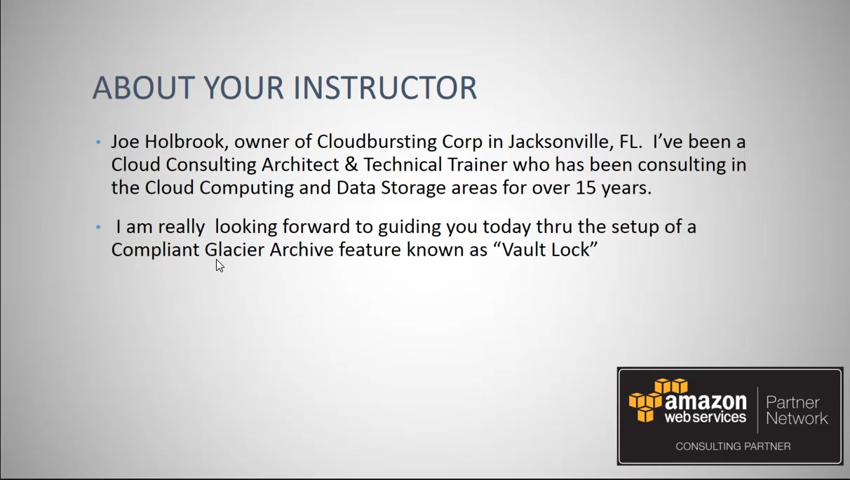 ABOUT YOUR INSTRUCTOR
• Joe Holbrook, owner of Cloudbursting Corp in Jacksonville, FL.  I’ve been a
Cloud Consulting Architect & Technical Trainer who has been consulting in
the Cloud Computing and Data Storage areas for over 15 years.
• I am really  looking forward to guiding you today thru the setup of a
Compliant Glacier Archive feature known as “Vault Lock”
amazon
webservices
Partner
Network
CONSULTING PARTNER